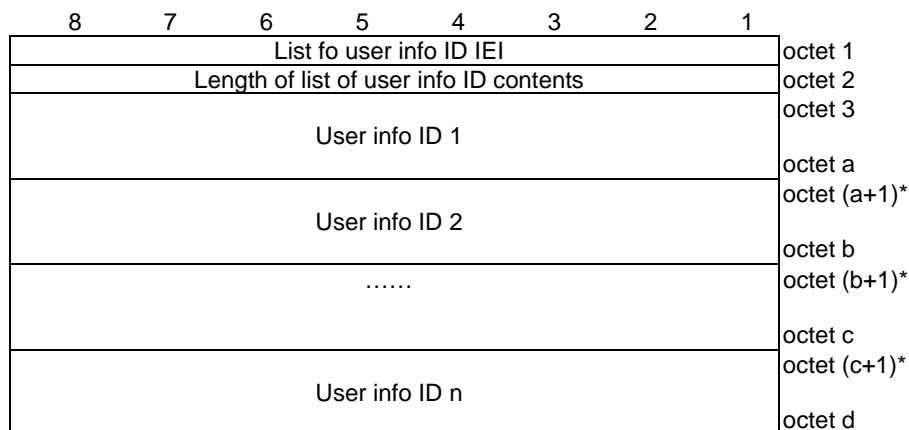 8 7 6 5 4 3 2 1
List fo user info ID IEI octet 1
Length of list of user info ID contents octet 2
octet 3
User info ID 1
octet a
octet (a+1)*
User info ID 2
octet b
…… octet (b+1)*
octet c
octet (c+1)*
User info ID n
octet d